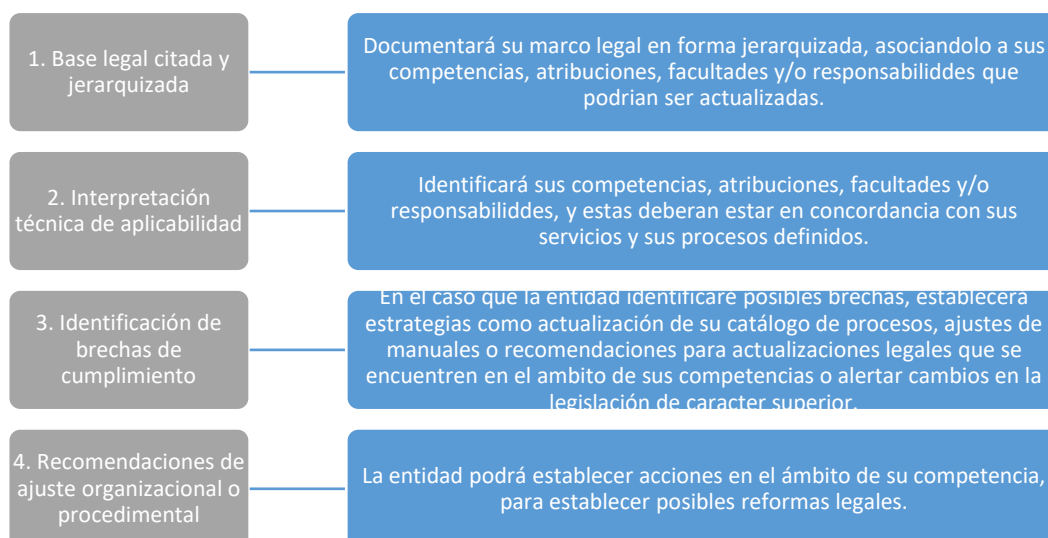 1. Base legal citada y
jerarquizada
Documentará su marco legal en forma jerarquizada, asociandolo a sus
competencias, atribuciones, facultades y/o responsabiliddes que
podrian ser actualizadas.
2. Interpretación
técnica de aplicabilidad
Identificará sus competencias, atribuciones, facultades y/o
responsabiliddes, y estas deberan estar en concordancia con sus
servicios y sus procesos definidos.
3. Identificación de
brechas de
cumplimiento
En el caso que la entidad identificare posibles brechas, establecerá
estrategias como actualización de su catálogo de procesos, ajustes de
manuales o recomendaciones para actualizaciones legales que se
encuentren en el ambito de sus competencias o alertar cambios en la
legislación de caracter superior.
4. Recomendaciones de
ajuste organizacional o
procedimental
La entidad podrá establecer acciones en el ámbito de su competencia,
para establecer posibles reformas legales.